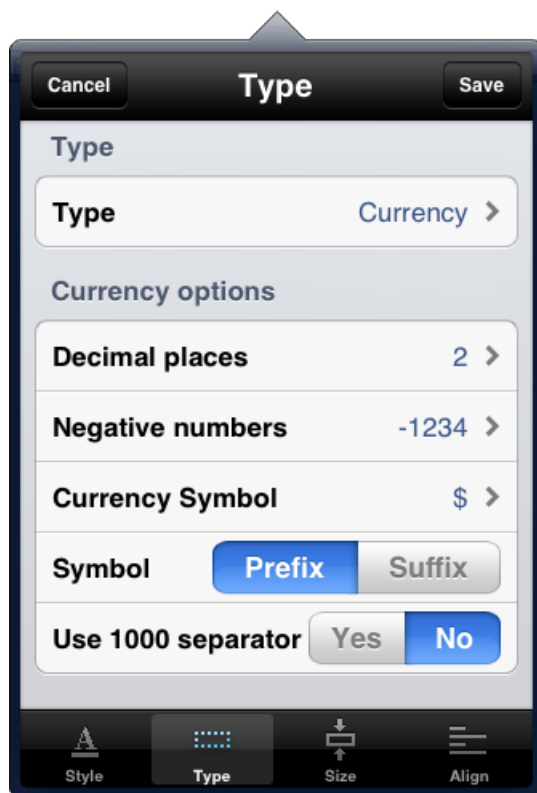 Cancel Type Save
Type
Type Currency
Currency options
Decimal places 2
Negative numbers -1234
Currency Symbol $
Symbol Prefix Suffix
Use 1000 separator Yes No
A
Style Type Size Align